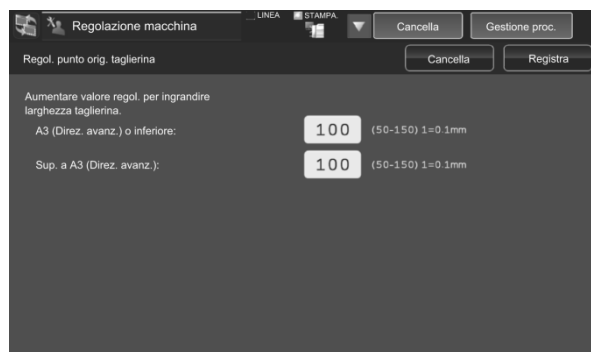 Regolazione macchina
LINEA
STAMPA.
Cancella
Gestione proc.
Regol. punto orig. taglierina
Cancella
Registra
Aumentare valore regol. per ingrandire
larghezza taglierina.
A3 (Direz. avanz.) o inferiore:
100
(50-150) 1=0.1mm
Sup. a A3 (Direz. avanz.):
100
(50-150) 1=0.1mm